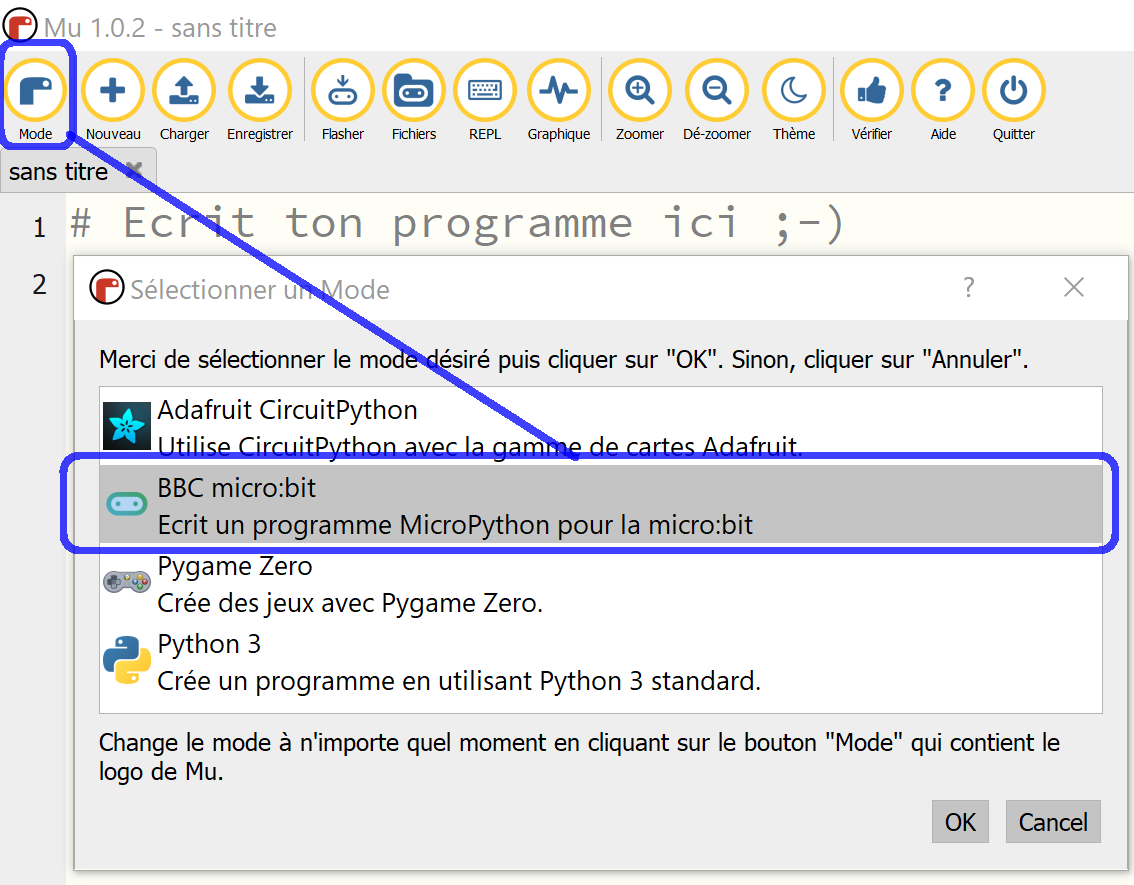 Mu 1.0.2 - sans titre
Mode Nouveau Charger Enregistrer Flasher Fichiers REPL Graphique Zoomer Dé-zoomer Thème Vérifier Aide Quitter
sans titre
1 # Ecrit ton programme ici ;-)
2
Sélectionner un Mode ?
Merci de sélectionner le mode désiré puis cliquer sur "OK". Sinon, cliquer sur "Annuler".
Adafruit CircuitPython
Utilise CircuitPython avec la gamme de cartes Adafruit.
BBC micro:bit
Ecrit un programme MicroPython pour la micro:bit
Pygame Zero
Crée des jeux avec Pygame Zero.
Python 3
Crée un programme en utilisant Python 3 standard.
Change le mode à n'importe quel moment en cliquant sur le bouton "Mode" qui contient le
logo de Mu.
OK Cancel